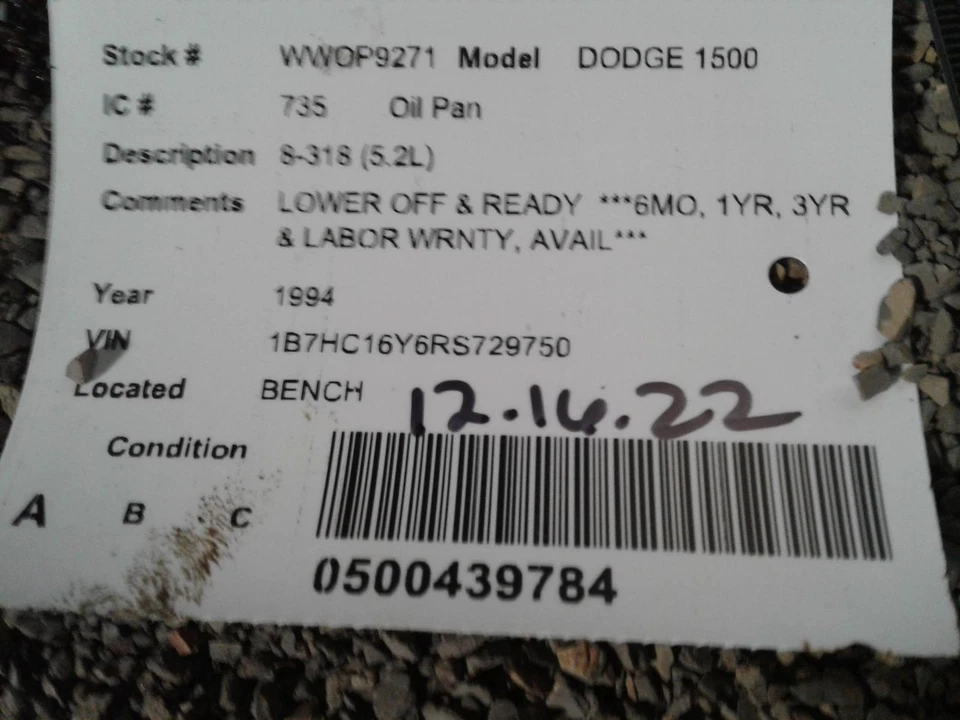 Stock # WWOP9271 Model DODGE 1500
IC # 735 Oil Pan
Description 8-318 (5.2L)
Comments LOWER OFF & READY ***6MO, 1YR, 3YR
& LABOR WRNTY, AVAIL***
Year 1994
VIN 1B7HC16Y6RS729750
Located BENCH
12.14.22
Condition
A B C
0500439784